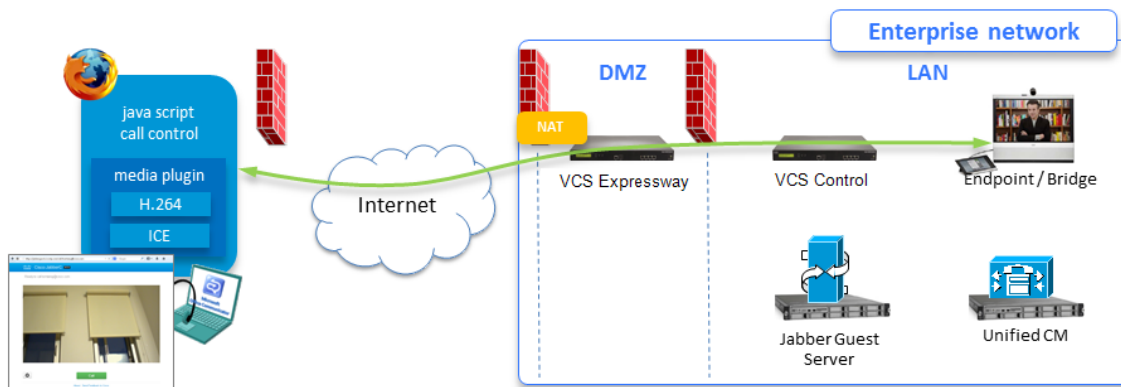 Enterprise network
DMZ
LAN
java script
call control
NAT
media plugin
H.264
ICE
Internet
VCS Expressway
VCS Control
Endpoint / Bridge
Jabber Guest
Server
Unified CM